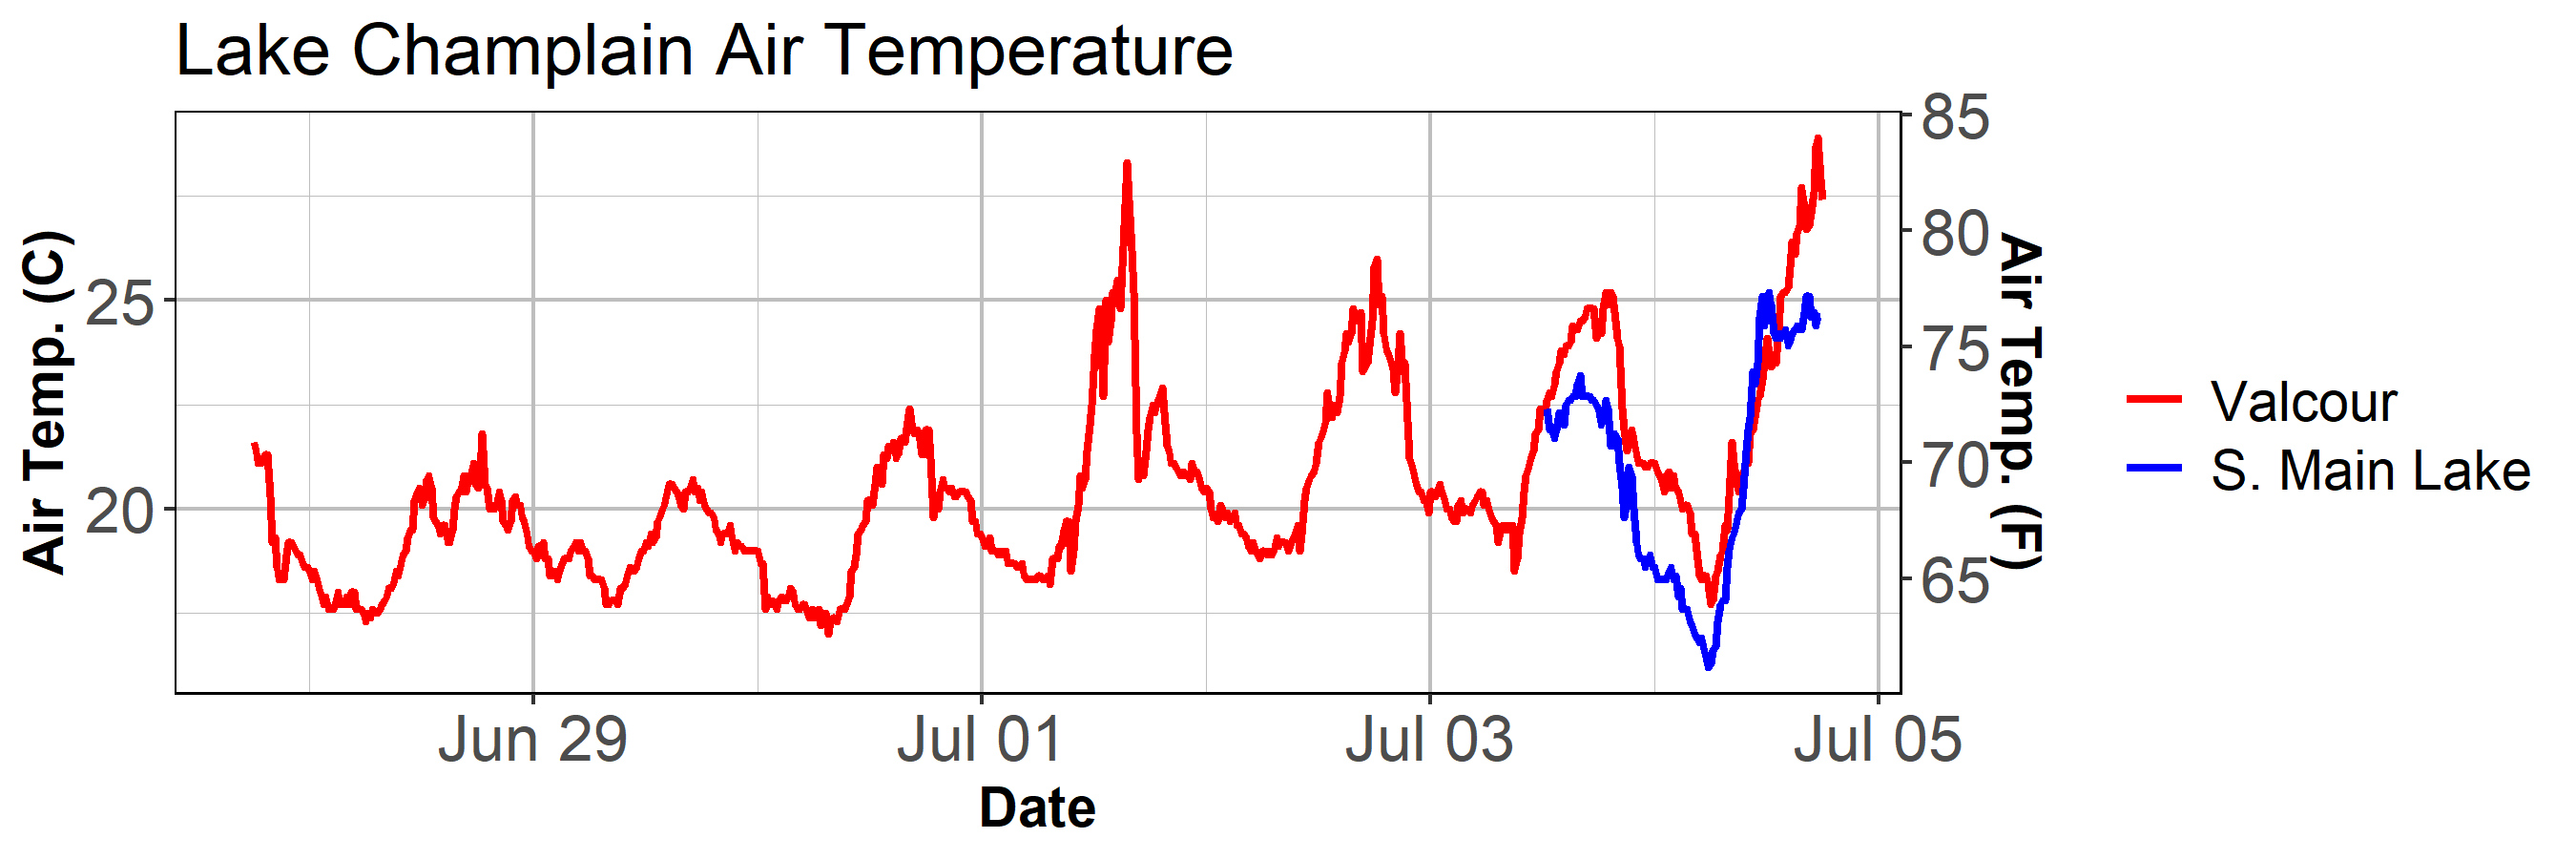 Lake Champlain Air Temperature
Air Temp. (C)
25
20
85
80
75
70
65
Air Temp. (F)
Valcour
S. Main Lake
Jun 29
Jul 01
Jul 03
Jul 05
Date